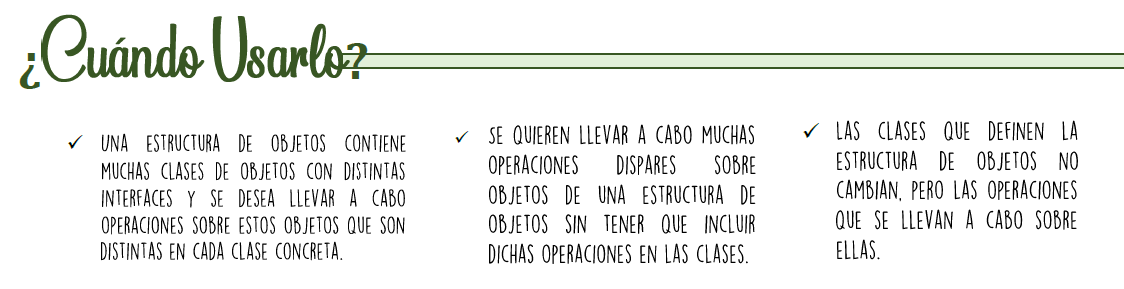 ¿Cuándo Usarlo?
UNA ESTRUCTURA DE OBJETOS CONTIENE
MUCHAS CLASES DE OBJETOS CON DISTINTAS
INTERFACES Y SE DESEA LLEVAR A CABO
OPERACIONES SOBRE ESTOS OBJETOS QUE SON
DISTINTAS EN CADA CLASE CONCRETA.
SE QUIEREN LLEVAR A CABO MUCHAS
OPERACIONES DISPARES SOBRE
OBJETOS DE UNA ESTRUCTURA DE
OBJETOS SIN TENER QUE INCLUIR
DICHAS OPERACIONES EN LAS CLASES.
LAS CLASES QUE DEFINEN LA
ESTRUCTURA DE OBJETOS NO
CAMBIAN, PERO LAS OPERACIONES
QUE SE LLEVAN A CABO SOBRE
ELLAS.